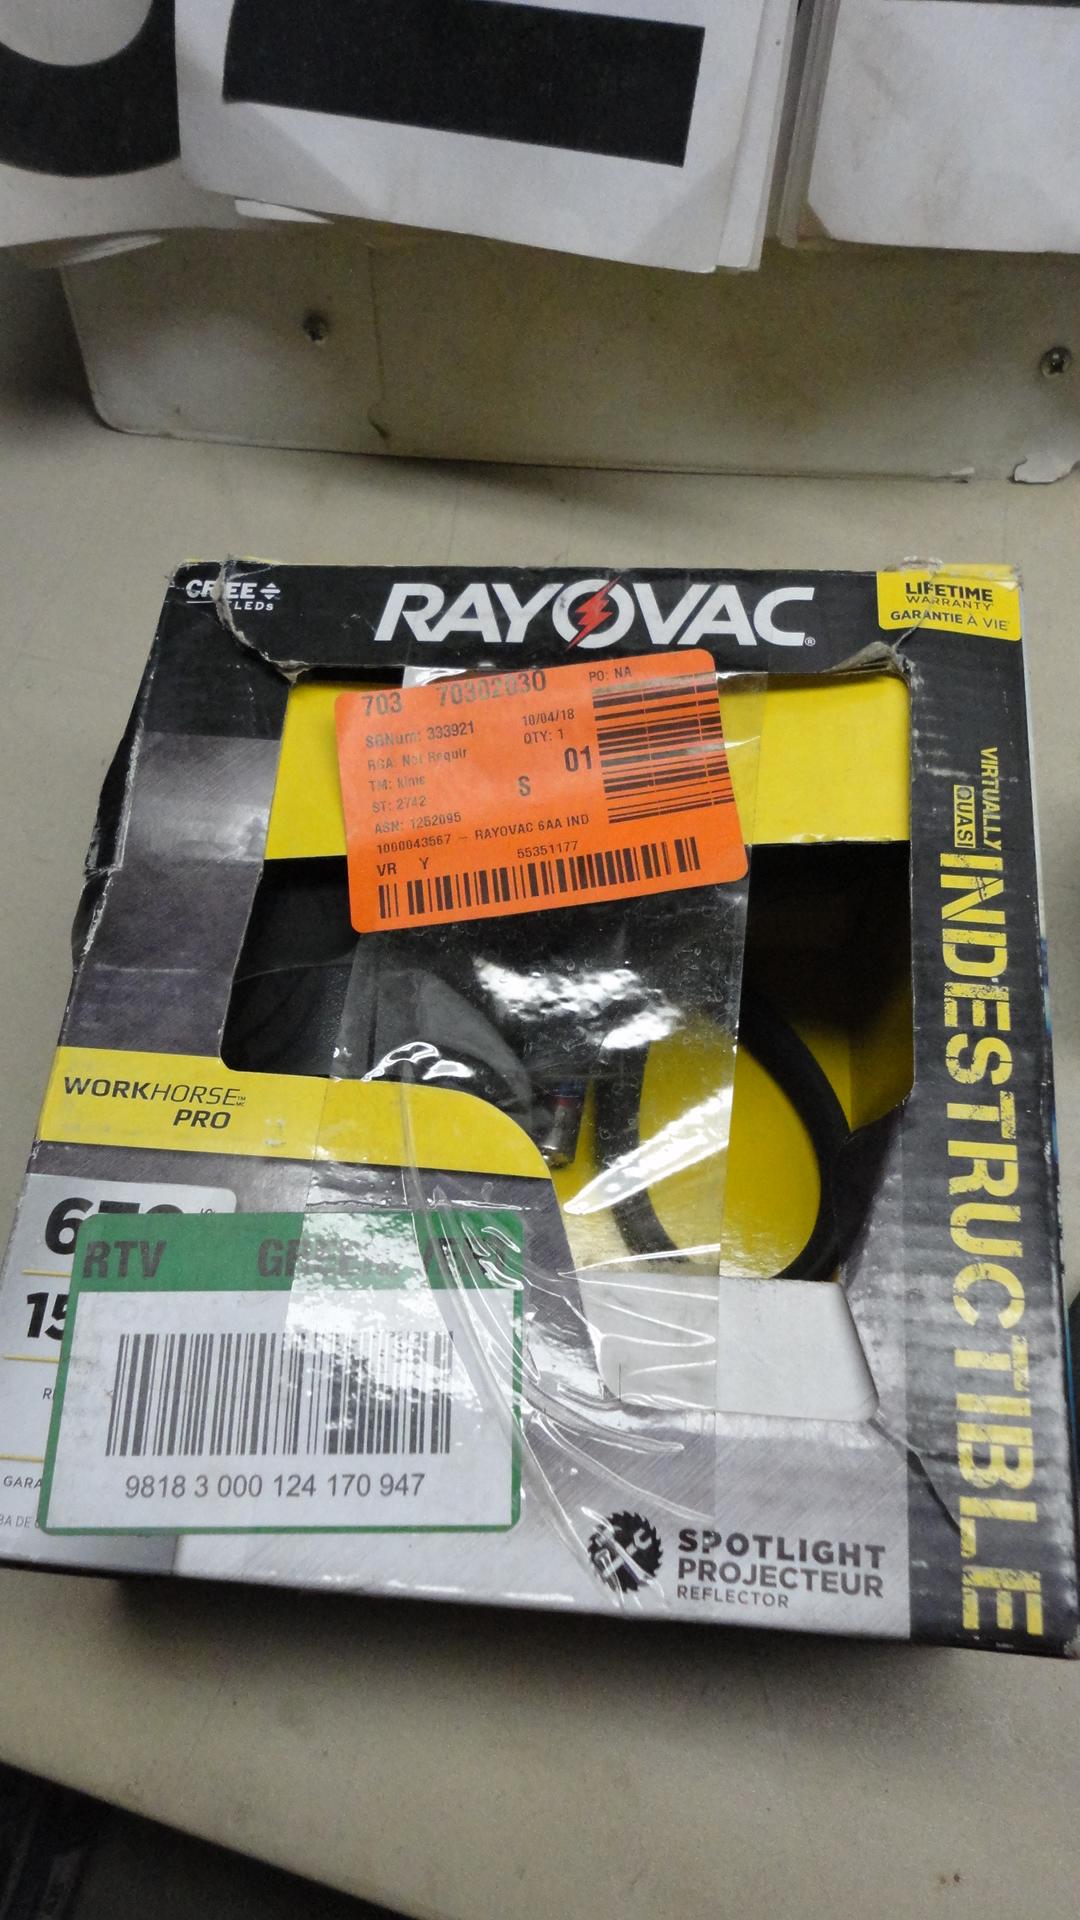 CREE
LEDS
RAYOVAC®
LIFETIME
WARRANTY
GARANTIE À VIE
703 70302030 PO: NA
SGNum: 333921 10/04/18
RGA: Not Requir QTY: 1
TM: kims S 01
ST: 2742
ASN: 1252095
1000043567 - RAYOVAC 6AA IND
VR Y 55351177
VIRTUALLY
QUASI
INDESTRUCTIBLE
WORKHORSE
PRO
RTV GREEN
9818 3 000 124 170 947
SPOTLIGHT
PROJECTEUR
REFLECTOR